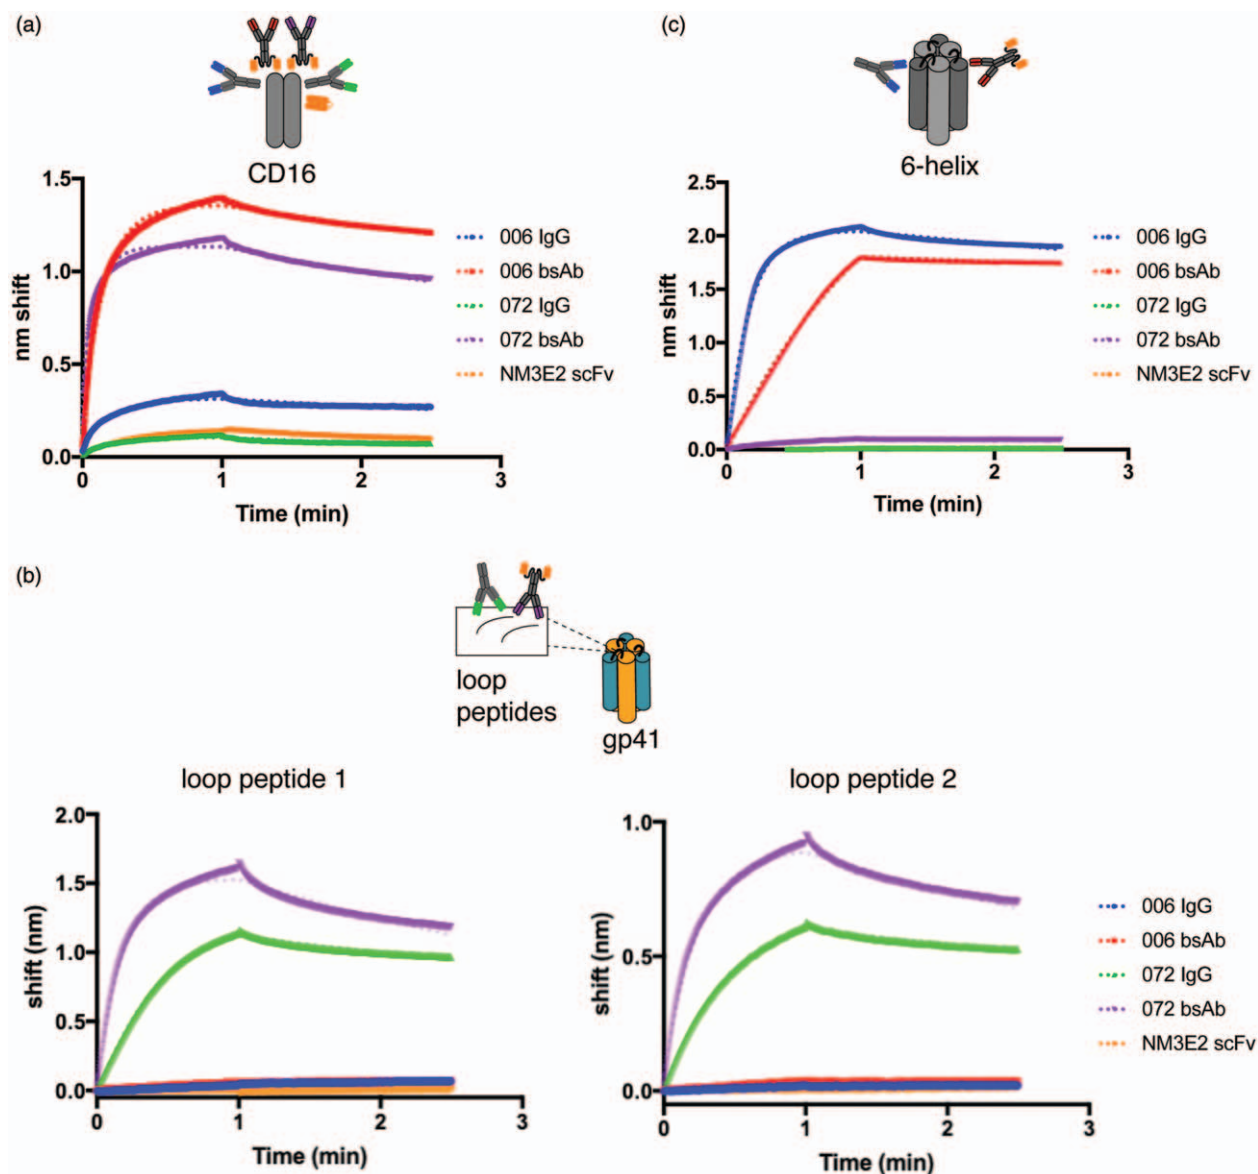 (a)
CD16
1.5
1.0
0.5
0.0
nm shift
0 1 2 3
Time (min)
006 IgG
006 bsAb
072 IgG
072 bsAb
NM3E2 scFv
(c)
6-helix
2.5
2.0
1.5
1.0
0.5
0.0
nm shift
0 1 2 3
Time (min)
006 IgG
006 bsAb
072 IgG
072 bsAb
NM3E2 scFv
(b)
loop
peptides
gp41
loop peptide 1
2.0
1.5
1.0
0.5
0.0
shift (nm)
0 1 2 3
Time (min)
loop peptide 2
1.0
0.5
0.0
shift (nm)
0 1 2 3
Time (min)
006 IgG
006 bsAb
072 IgG
072 bsAb
NM3E2 scFv